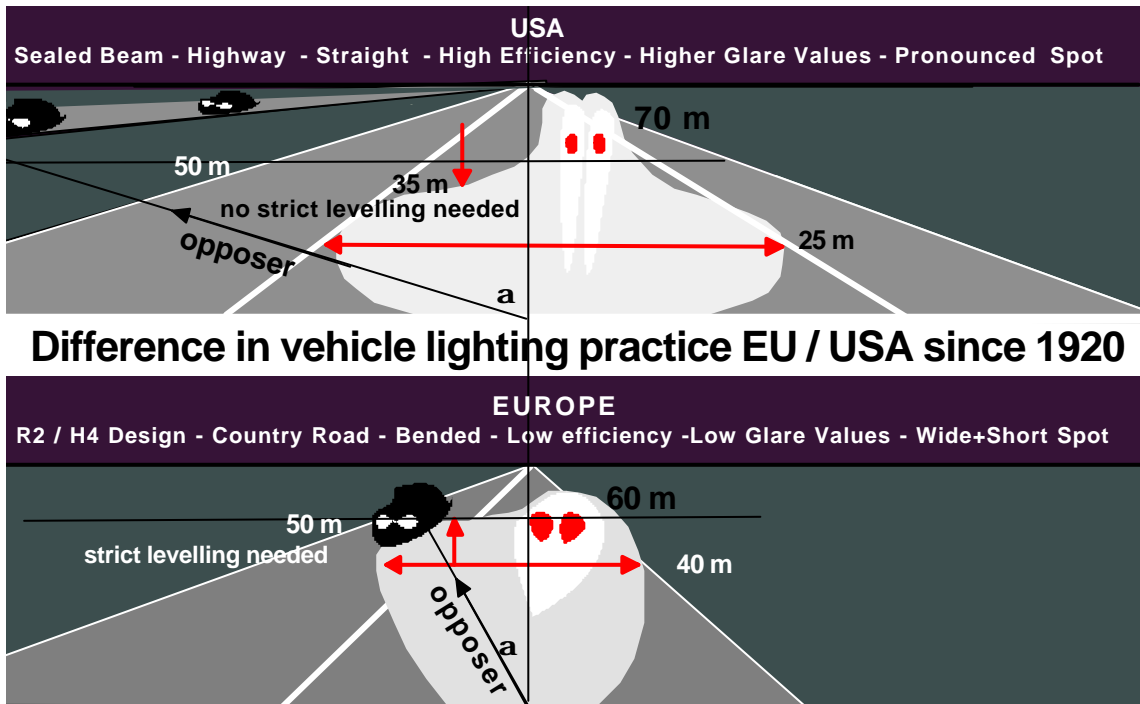 USA
Sealed Beam - Highway - Straight - High Efficiency - Higher Glare Values - Pronounced Spot
70 m
50 m
35 m
no strict levelling needed
opposer
25 m
a
Difference in vehicle lighting practice EU / USA since 1920
EUROPE
R2 / H4 Design - Country Road - Bended - Low efficiency -Low Glare Values - Wide+Short Spot
60 m
50 m
strict levelling needed
40 m
opposer
a